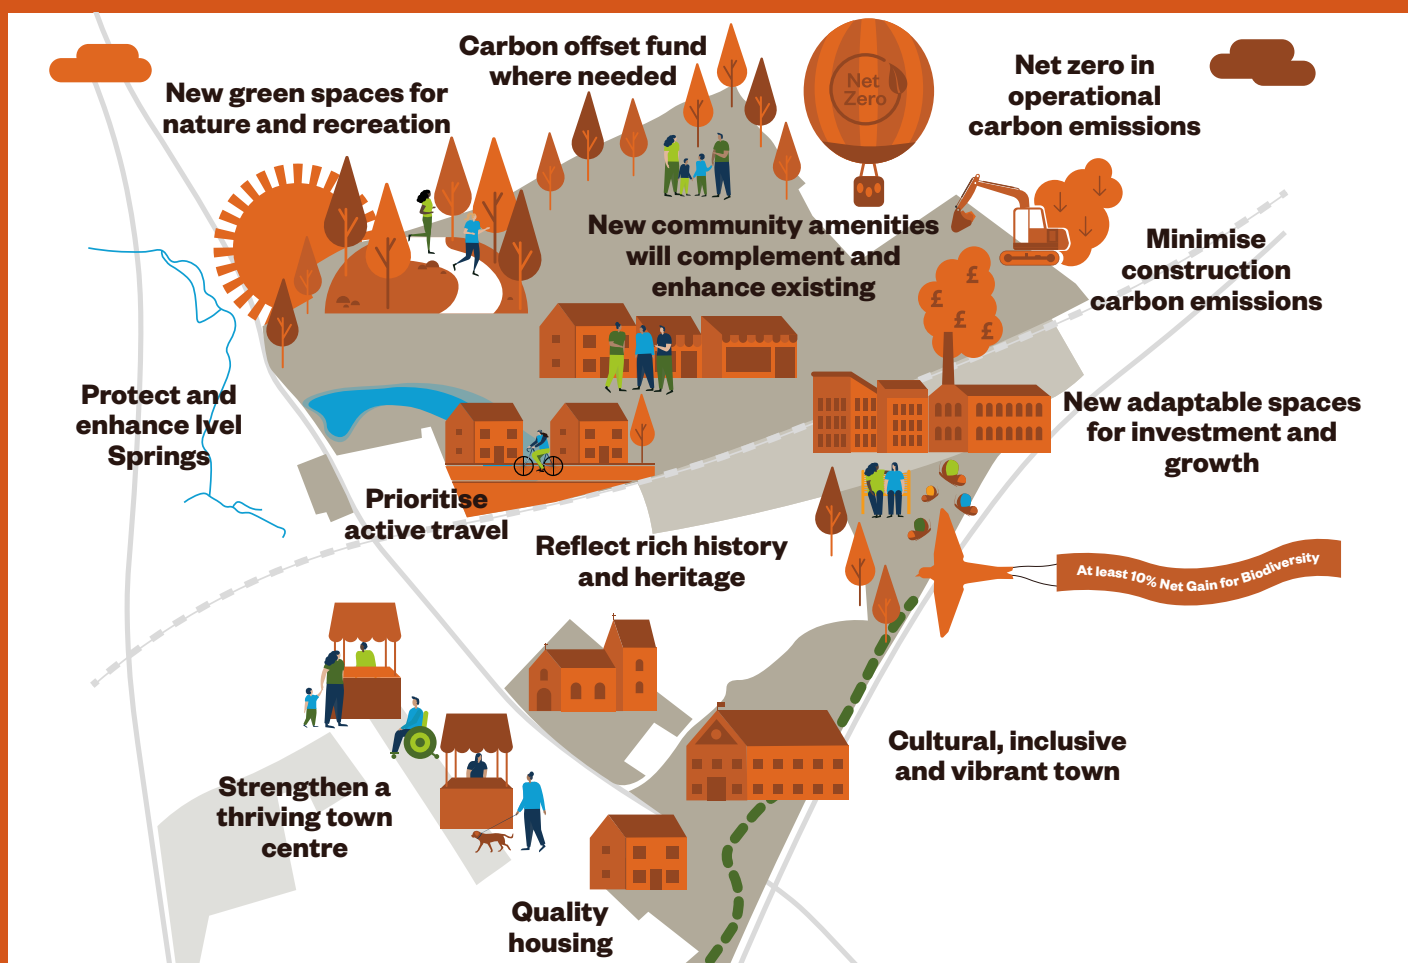 Carbon offset fund
where needed
New green spaces for
nature and recreation
Net
Zero
Net zero in
operational
carbon emissions
New community amenities
will complement and
enhance existing
Minimise
construction
carbon emissions
£
£
£
£
Protect and
enhance Ivel
Springs
New adaptable spaces
for investment and
growth
Prioritise
active travel
Reflect rich history
and heritage
At least 10% Net Gain for Biodiversity
Cultural, inclusive
and vibrant town
Strengthen a
thriving town
centre
Quality
housing